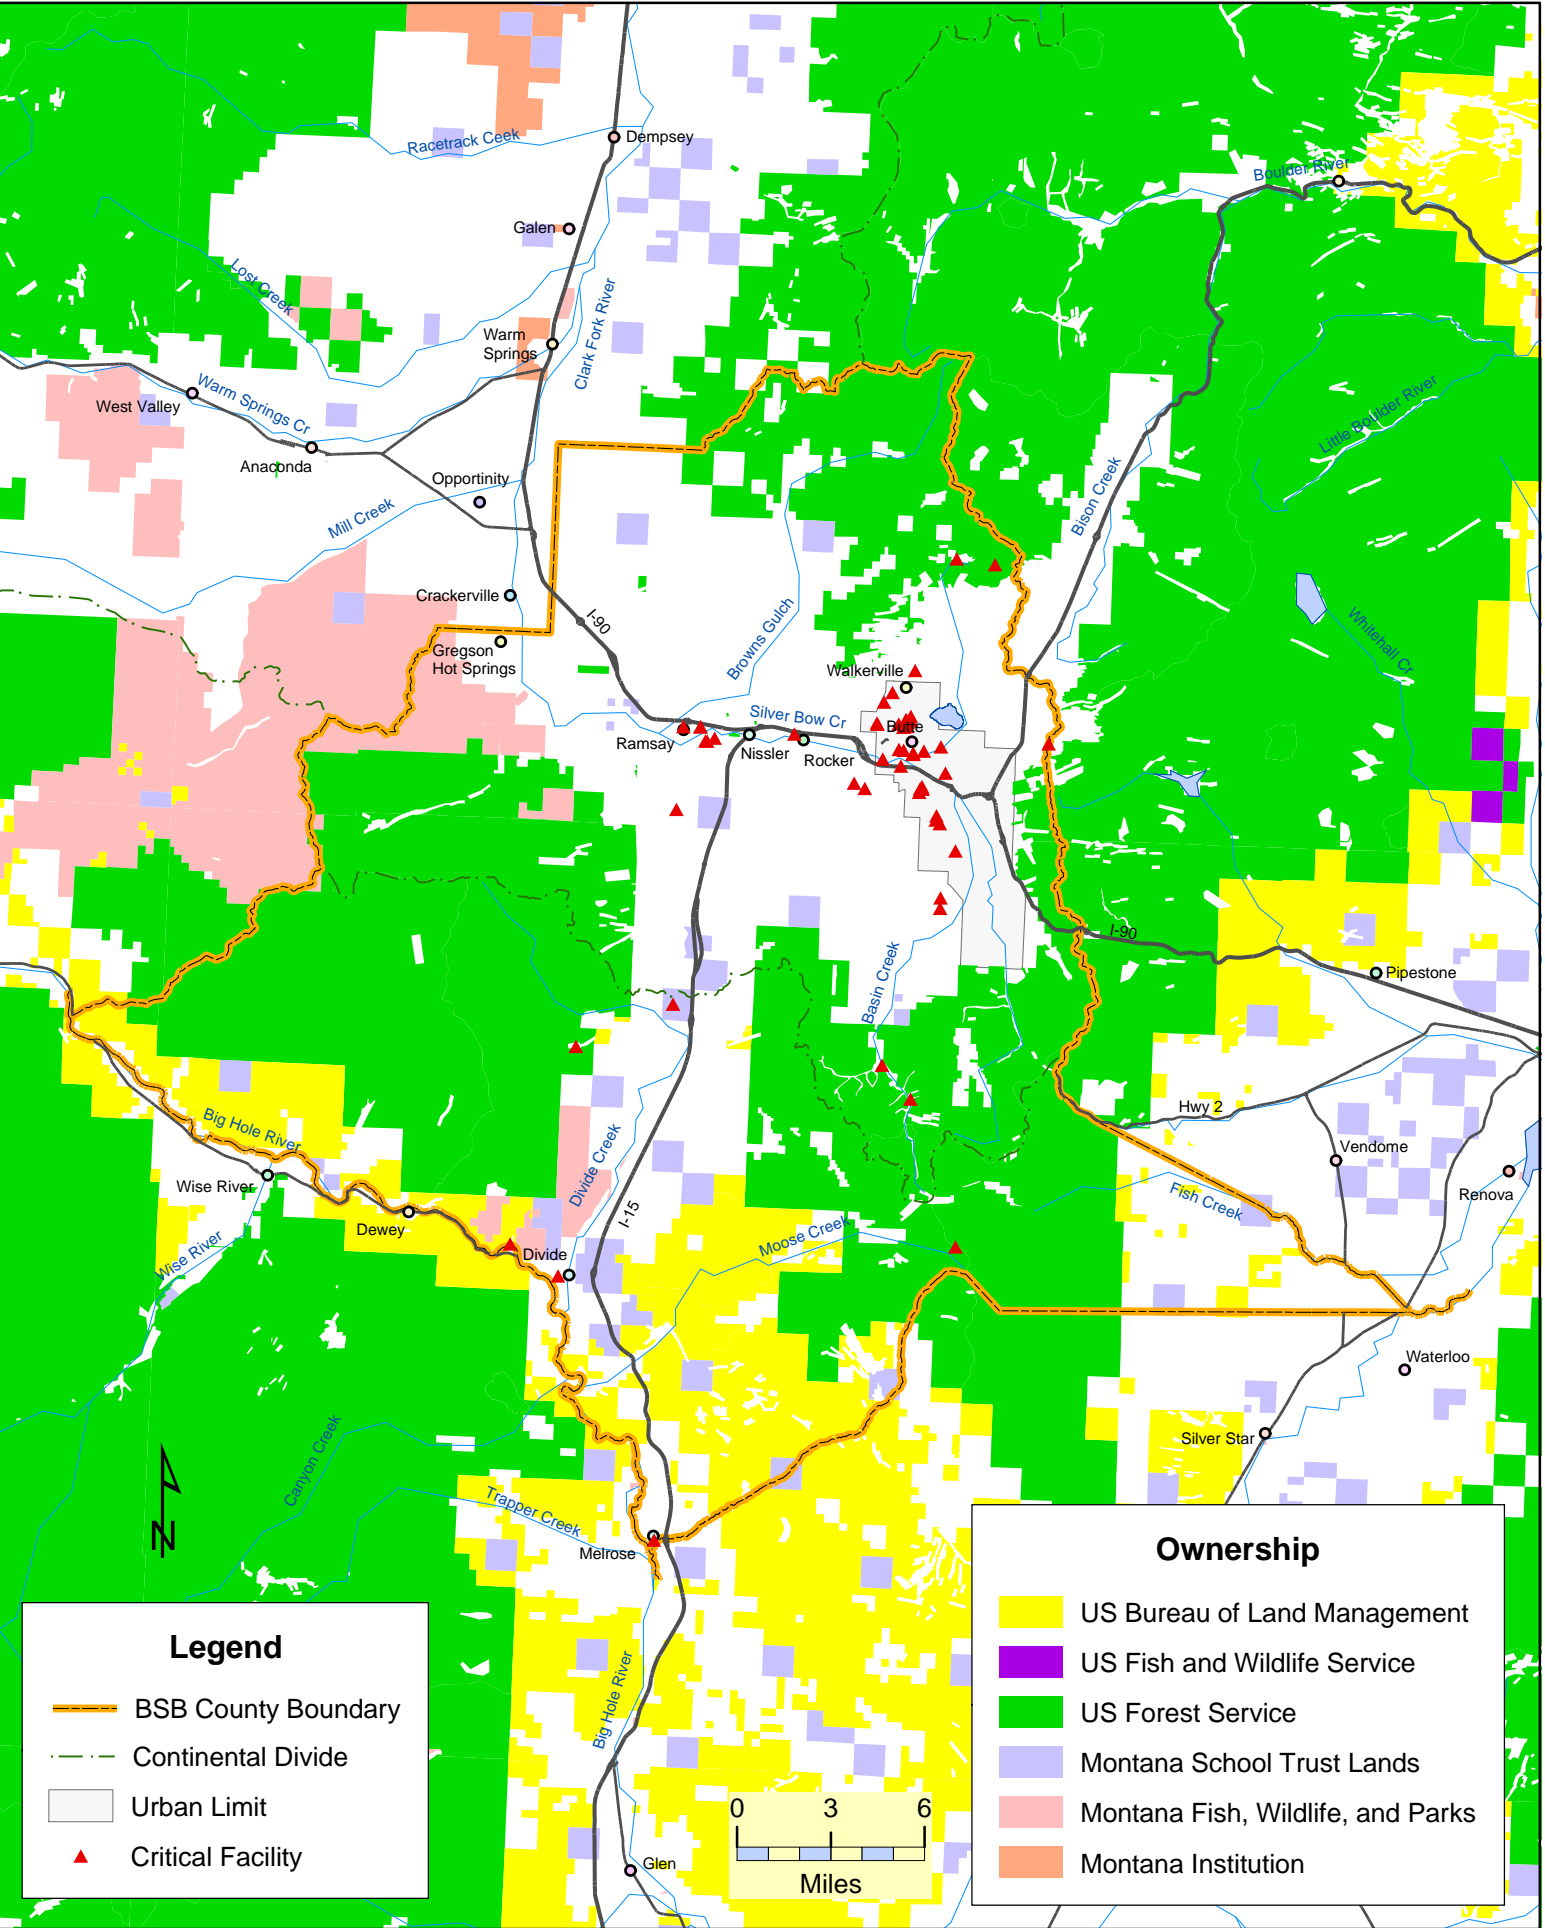 Racetrack Ceek
Dempsey
Boulder River
Galen
Lost Creek
Clark Fork River
Warm
Springs
West Valley
Warm Springs Cr
Anaconda
Little Boulder River
Opportinity
Mill Creek
Bison Creek
Crackerville
I-90
Browns Gulch
Whitehall Cr
Gregson
Hot Springs
Walkerville
Silver Bow Cr
Butte
Ramsay
Nissler
Rocker
I-90
Basin Creek
Pipestone
Big Hole River
Hwy 2
Vendome
Divide Creek
Wise River
Fish Creek
Renova
I-15
Dewey
Moose Creek
Wise River
Divide
Waterloo
Canyon Creek
Silver Star
Trapper Creek
N
Melrose
Big Hole River
Glen
Legend
BSB County Boundary
Continental Divide
Urban Limit
Critical Facility
0 3 6
Miles
Ownership
US Bureau of Land Management
US Fish and Wildlife Service
US Forest Service
Montana School Trust Lands
Montana Fish, Wildlife, and Parks
Montana Institution